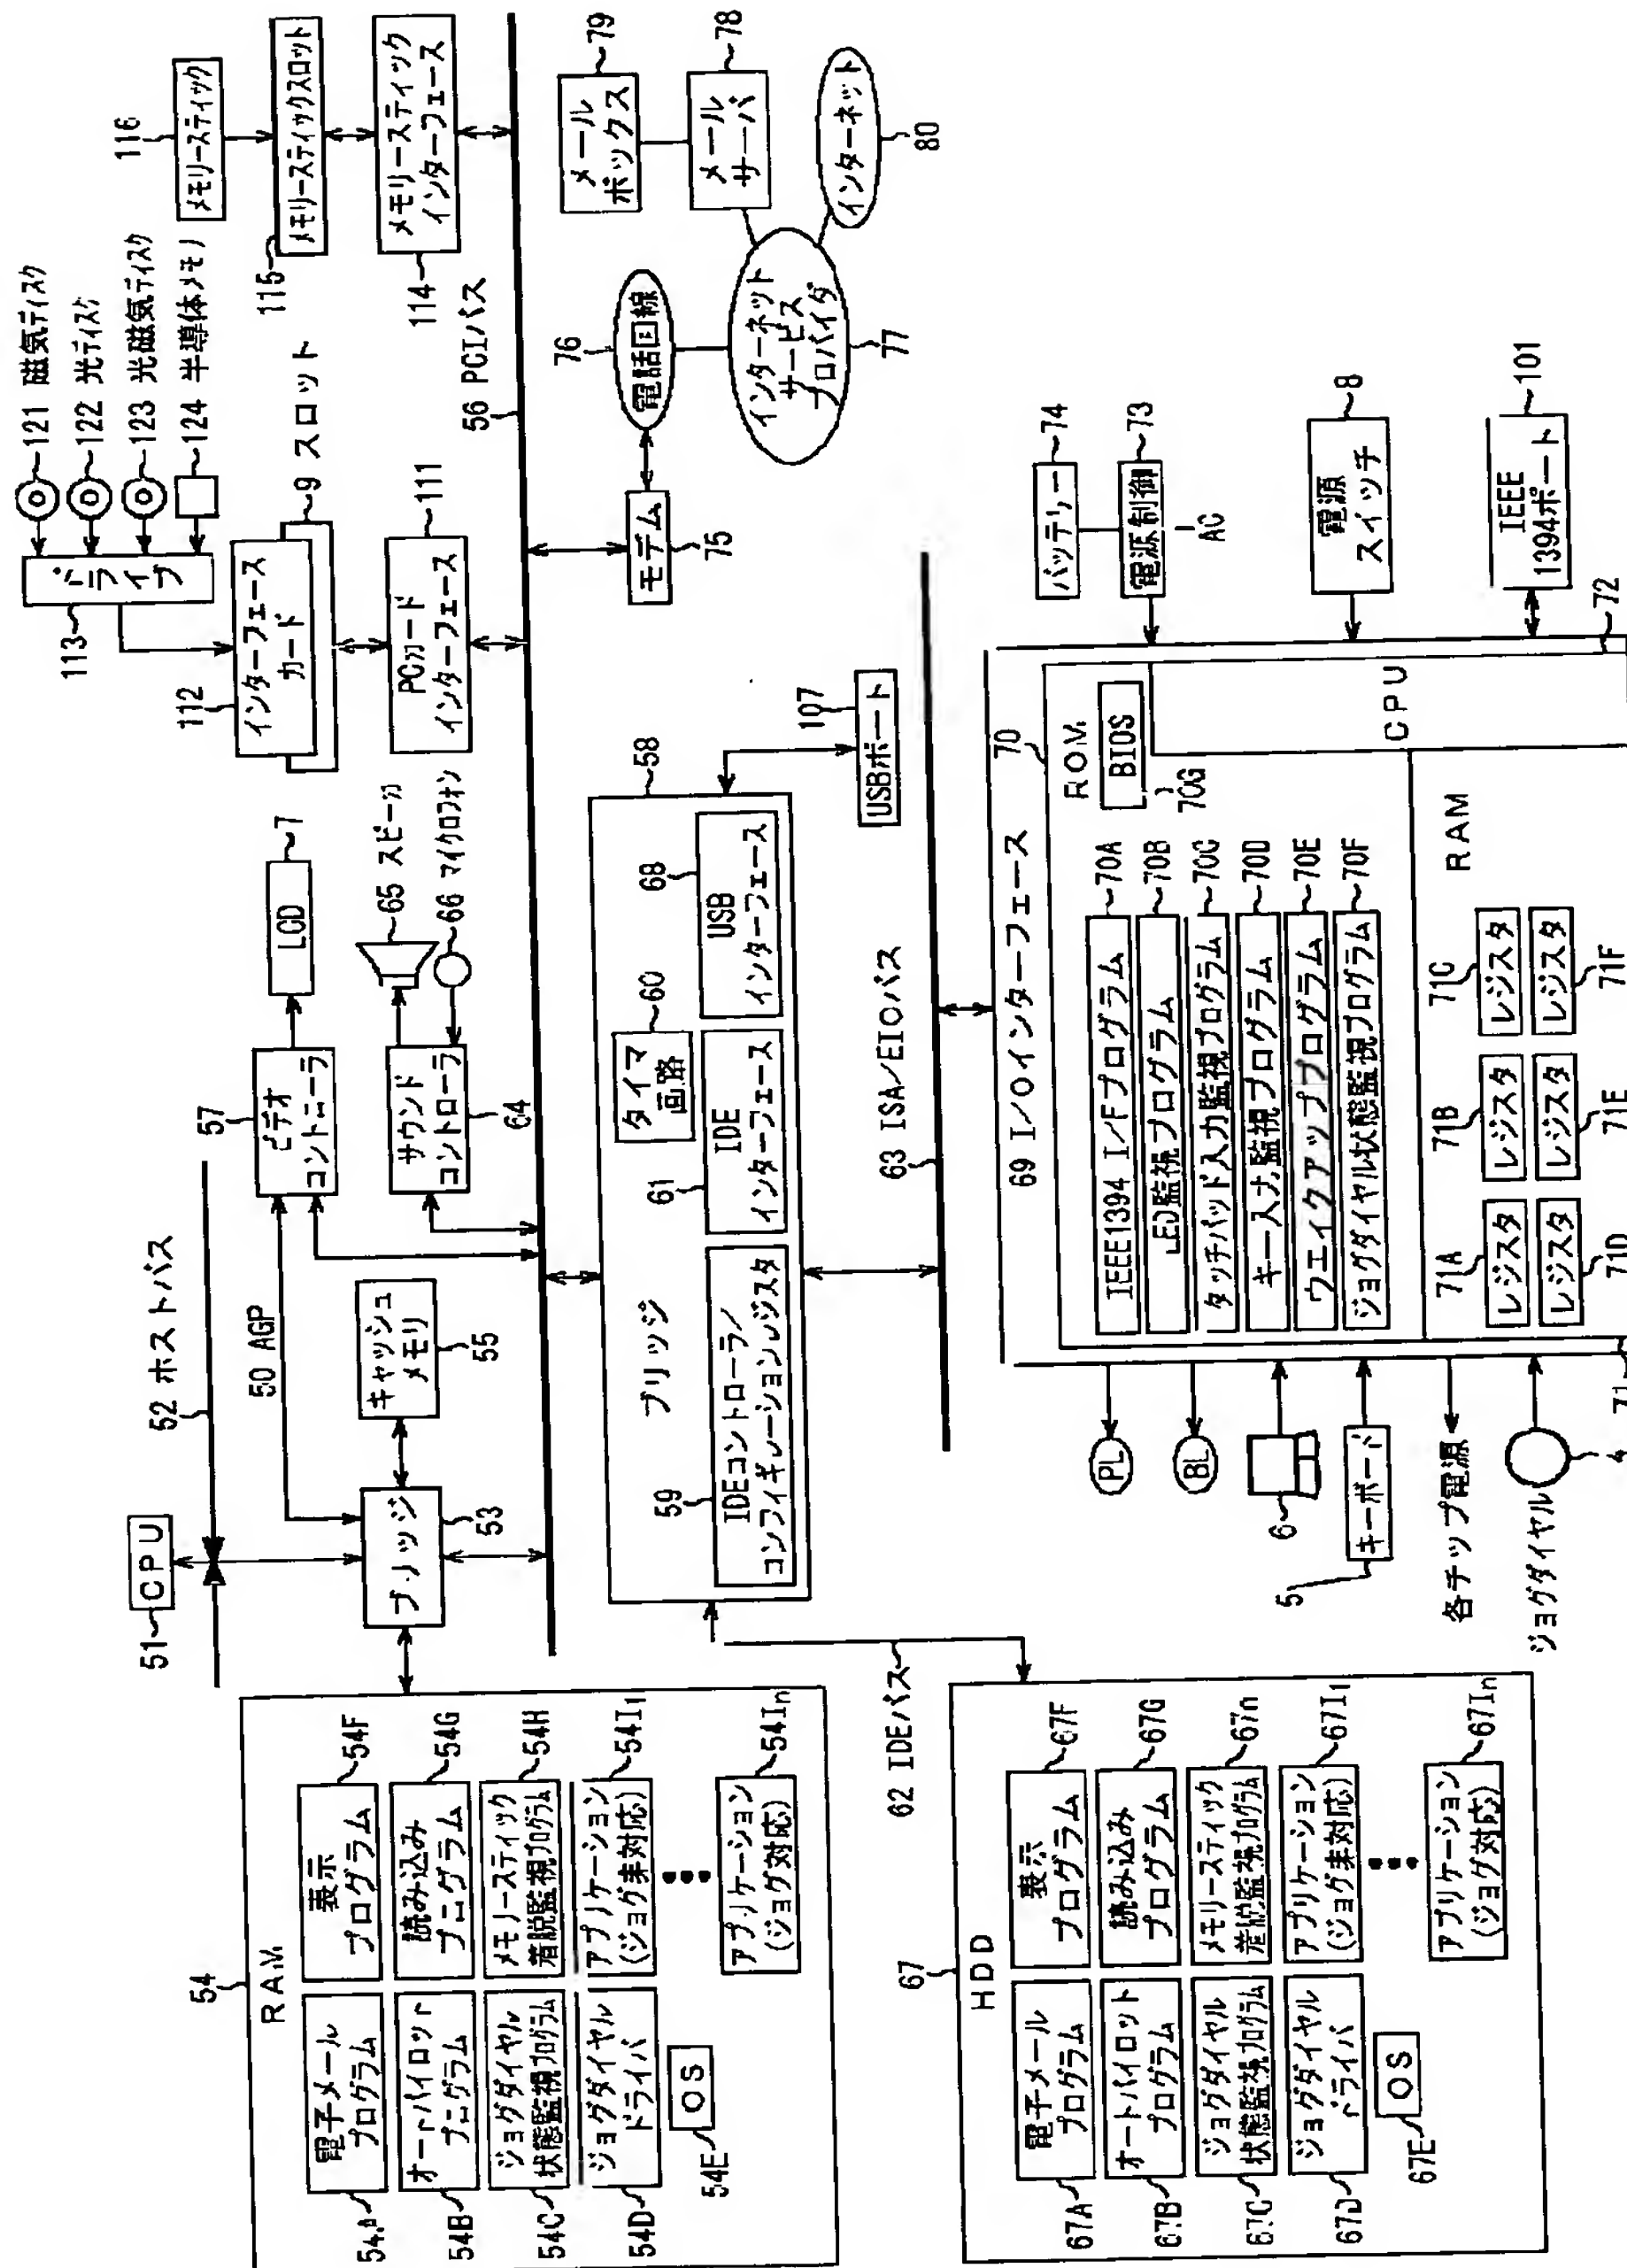 51
CPU
52 ホストバス
50 AGP
ブリッジ
53
キャッシュ
メモリ
55
57
ビデオ
コントローラ
LCD
7
65 スピーカ
66 マイクロフォン
サウンド
コントローラ
64
113
ドライブ
121 磁気ディスク
122 光ディスク
123 光磁気ディスク
124 半導体メモリ
112
インターフェース
カード
9 スロット
PCカード
インターフェース
111
116
メモリースティック
115
メモリースティックスロット
メモリースティック
インターフェース
114
56 PCIバス
54
RAM
電子メール
プログラム
54A
表示
プログラム
54F
オートパイロット
プログラム
54B
読み込み
プログラム
54G
ジョグダイヤル
状態監視プログラム
54C
メモリースティック
着脱監視プログラム
54H
ジョグダイヤル
ドライバ
54D
アプリケーション
(ジョグ非対応)
54I1
OS
54E
アプリケーション
(ジョグ対応)
54In
ブリッジ
58
59
IDEコントローラ/
コンフィギレーションレジスタ
タイマ
回路
60
61
IDE
インターフェース
68
USB
インターフェース
107
USBポート
モデム
75
76
電話回線
インターネット
サービス
プロバイダ
77
メール
ボックス
79
メール
サーバ
78
インターネット
80
62 IDEバス
63 ISA/EIOバス
67
HDD
電子メール
プログラム
67A
表示
プログラム
67F
オートパイロット
プログラム
67B
読み込み
プログラム
67G
ジョグダイヤル
状態監視プログラム
67C
メモリースティック
着脱監視プログラム
67H
ジョグダイヤル
ドライバ
67D
アプリケーション
(ジョグ非対応)
67I1
OS
67E
アプリケーション
(ジョグ対応)
67In
69 I/Oインターフェース
70
ROM
IEEE1394 I/Fプログラム
70A
LED監視プログラム
70B
タッチパッド入力監視プログラム
70C
キー入力監視プログラム
70D
ウエイクアッププログラム
70E
ジョグダイヤル状態監視プログラム
70F
BIOS
70G
PL
BL
6
5
キーボード
各チップ電源
ジョグダイヤル
4
71
RAM
71A
レジスタ
71B
レジスタ
71C
レジスタ
レジスタ
71D
レジスタ
71E
レジスタ
71F
CPU
72
バッテリー
74
電源制御
73
AC
電源
スイッチ
8
IEEE
1394ポート
101